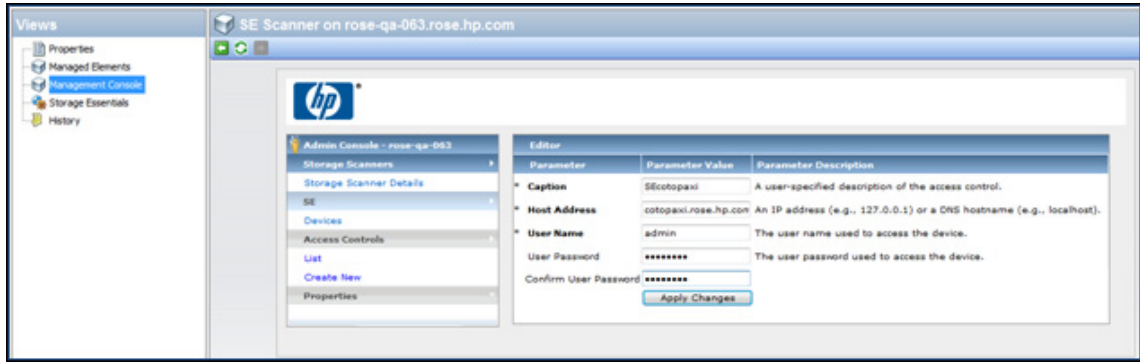 Views
Properties
Managed Elements
Management Console
Storage Essentials
History
SE Scanner on rose-qa-063.rose.hp.com
hp
Admin Console - rose-qa-063
Storage Scanners
Storage Scanner Details
SE
Devices
Access Controls
List
Create New
Properties
Editor
Parameter Parameter Value Parameter Description
* Caption SEcotopaxi A user-specified description of the access control.
* Host Address cotopaxi.rose.hp.com An IP address (e.g., 127.0.0.1) or a DNS hostname (e.g., localhost).
* User Name admin The user name used to access the device.
User Password •••••••• The user password used to access the device.
Confirm User Password ••••••••
Apply Changes